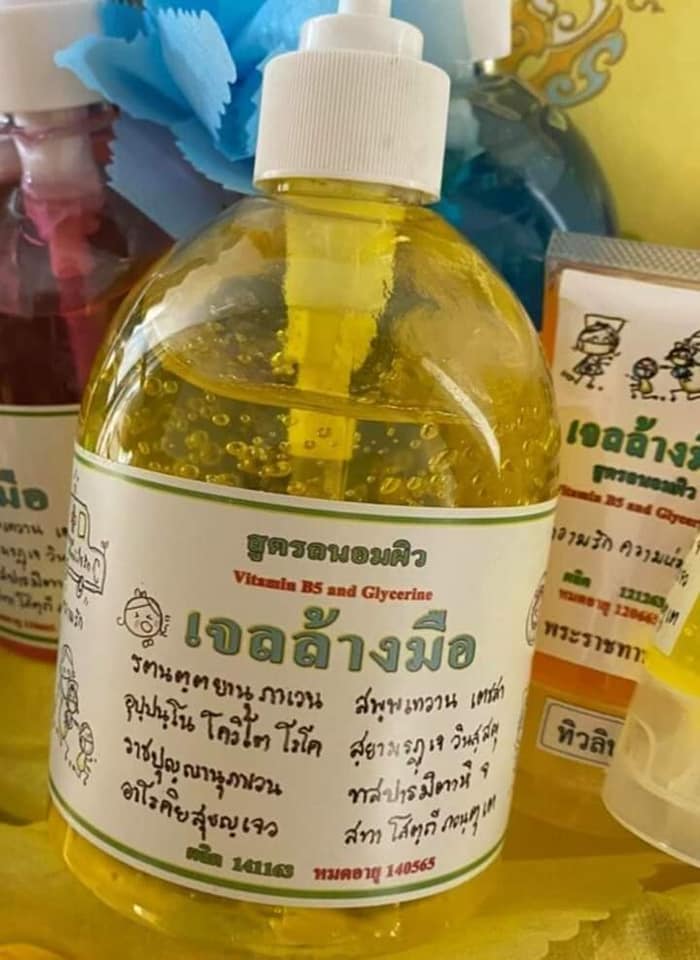 สูตรถนอมผิว
Vitamin B5 and Glycerine
เจลล้างมือ
รตนตฺตยานุภาเวน สพฺพเทวาน เตชสา
อุปฺปนฺโน โควิโต โรโค สฺยามรฏฺเจ วินสฺสตุ
ราชปุญฺญานุภาเวน ทสปารมิตาหิ จ
อาโรคิยสุขญฺเจว สทา โสตฺถี ภวนฺตุ เต
ผลิต 141163 หมดอายุ 140565
มือ
เจลล้างมื
สูตรถนอมผิว
Vitamin B5 and Glyce
ความรัก
ผลิต 121263
หมดอายุ 120665
พระราชทา
ทิวลิ